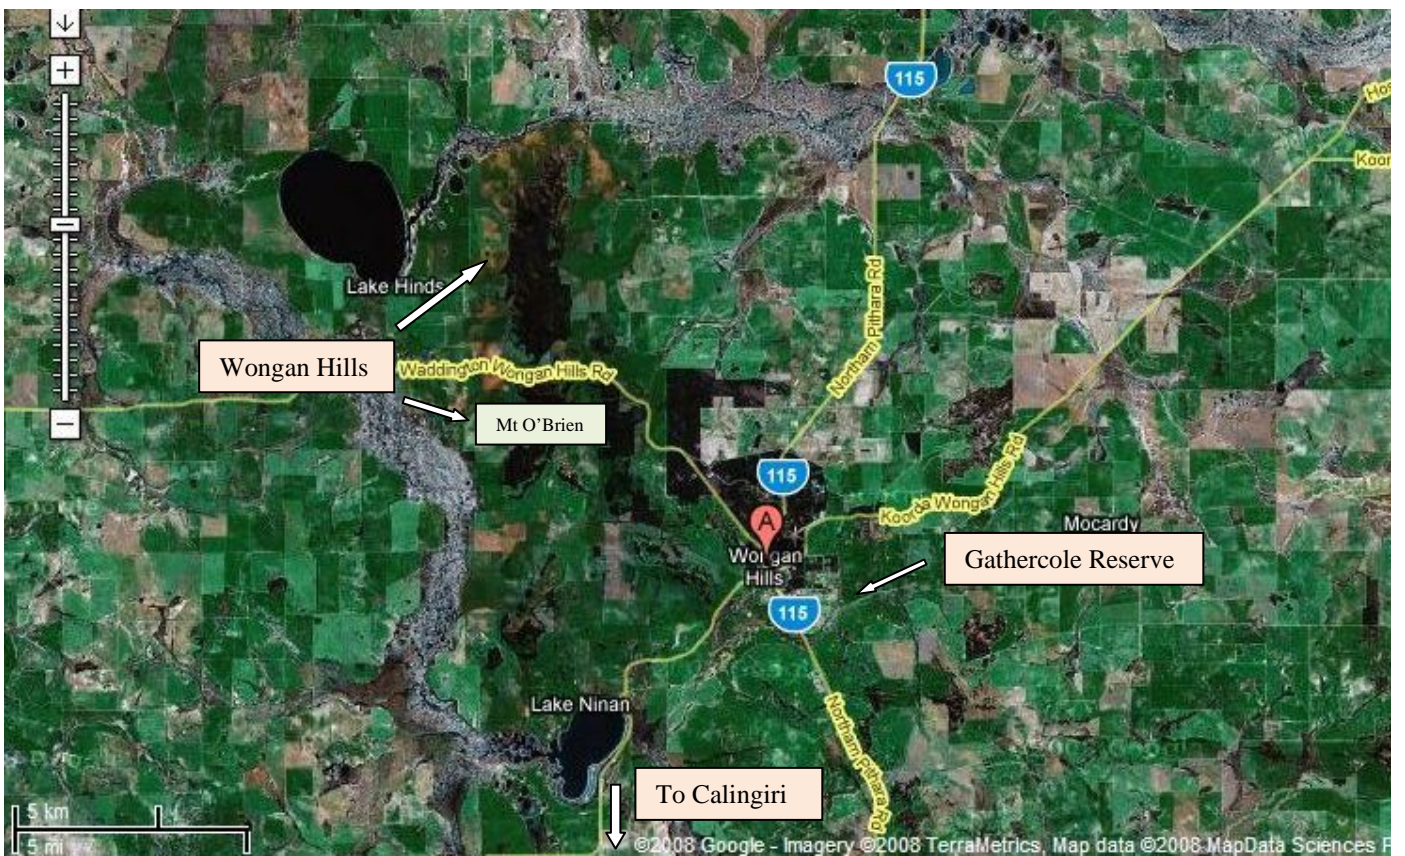 115
Hos
Koor
Lake Hinds
Northam Pithara Rd
Wongan Hills
Waddington Wongan Hills Rd
Mt O’Brien
115
Koorda Wongan Hills Rd
A
Mocardy
Wongan
Hills
Gathercole Reserve
115
Lake Ninan
Northam Pithara Rd
To Calingiri
5 km
5 mi
©2008 Google - Imagery ©2008 TerraMetrics, Map data ©2008 MapData Sciences P